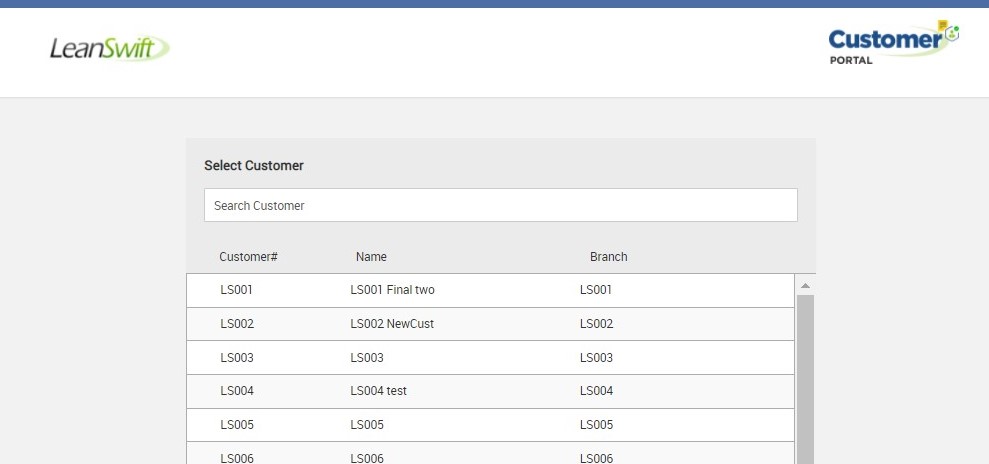 LeanSwift
Customer
PORTAL
Select Customer
Search Customer
Customer# Name Branch
LS001 LS001 Final two LS001
LS002 LS002 NewCust LS002
LS003 LS003 LS003
LS004 LS004 test LS004
LS005 LS005 LS005
LS006 LS006 LS006